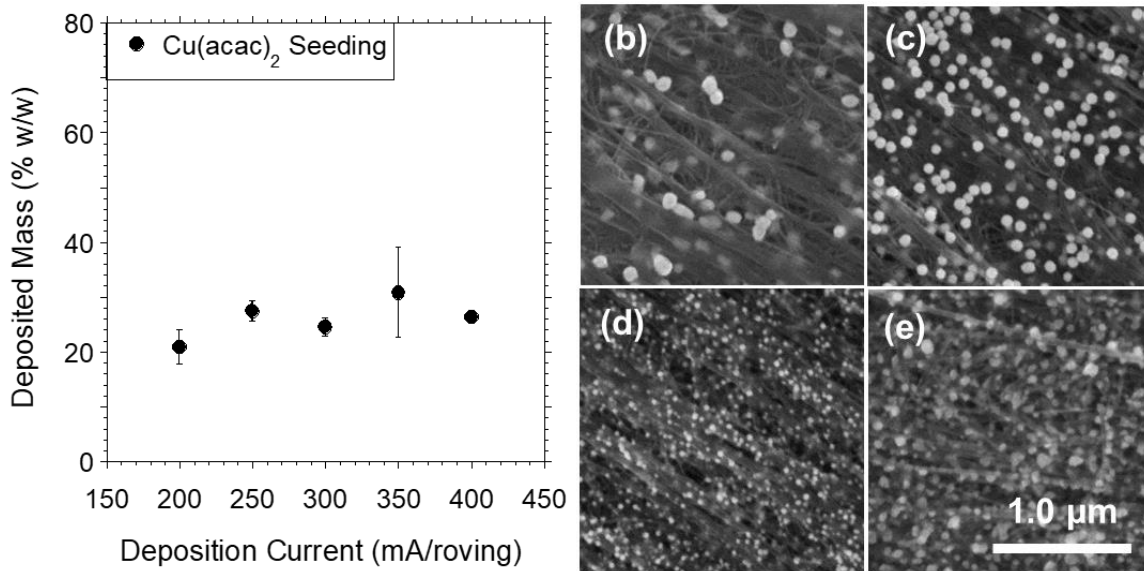 80
60
40
20
0
Deposited Mass (% w/w)
Cu(acac)₂ Seeding
150 200 250 300 350 400 450
Deposition Current (mA/roving)
(b)
(c)
(d)
(e)
1.0 µm